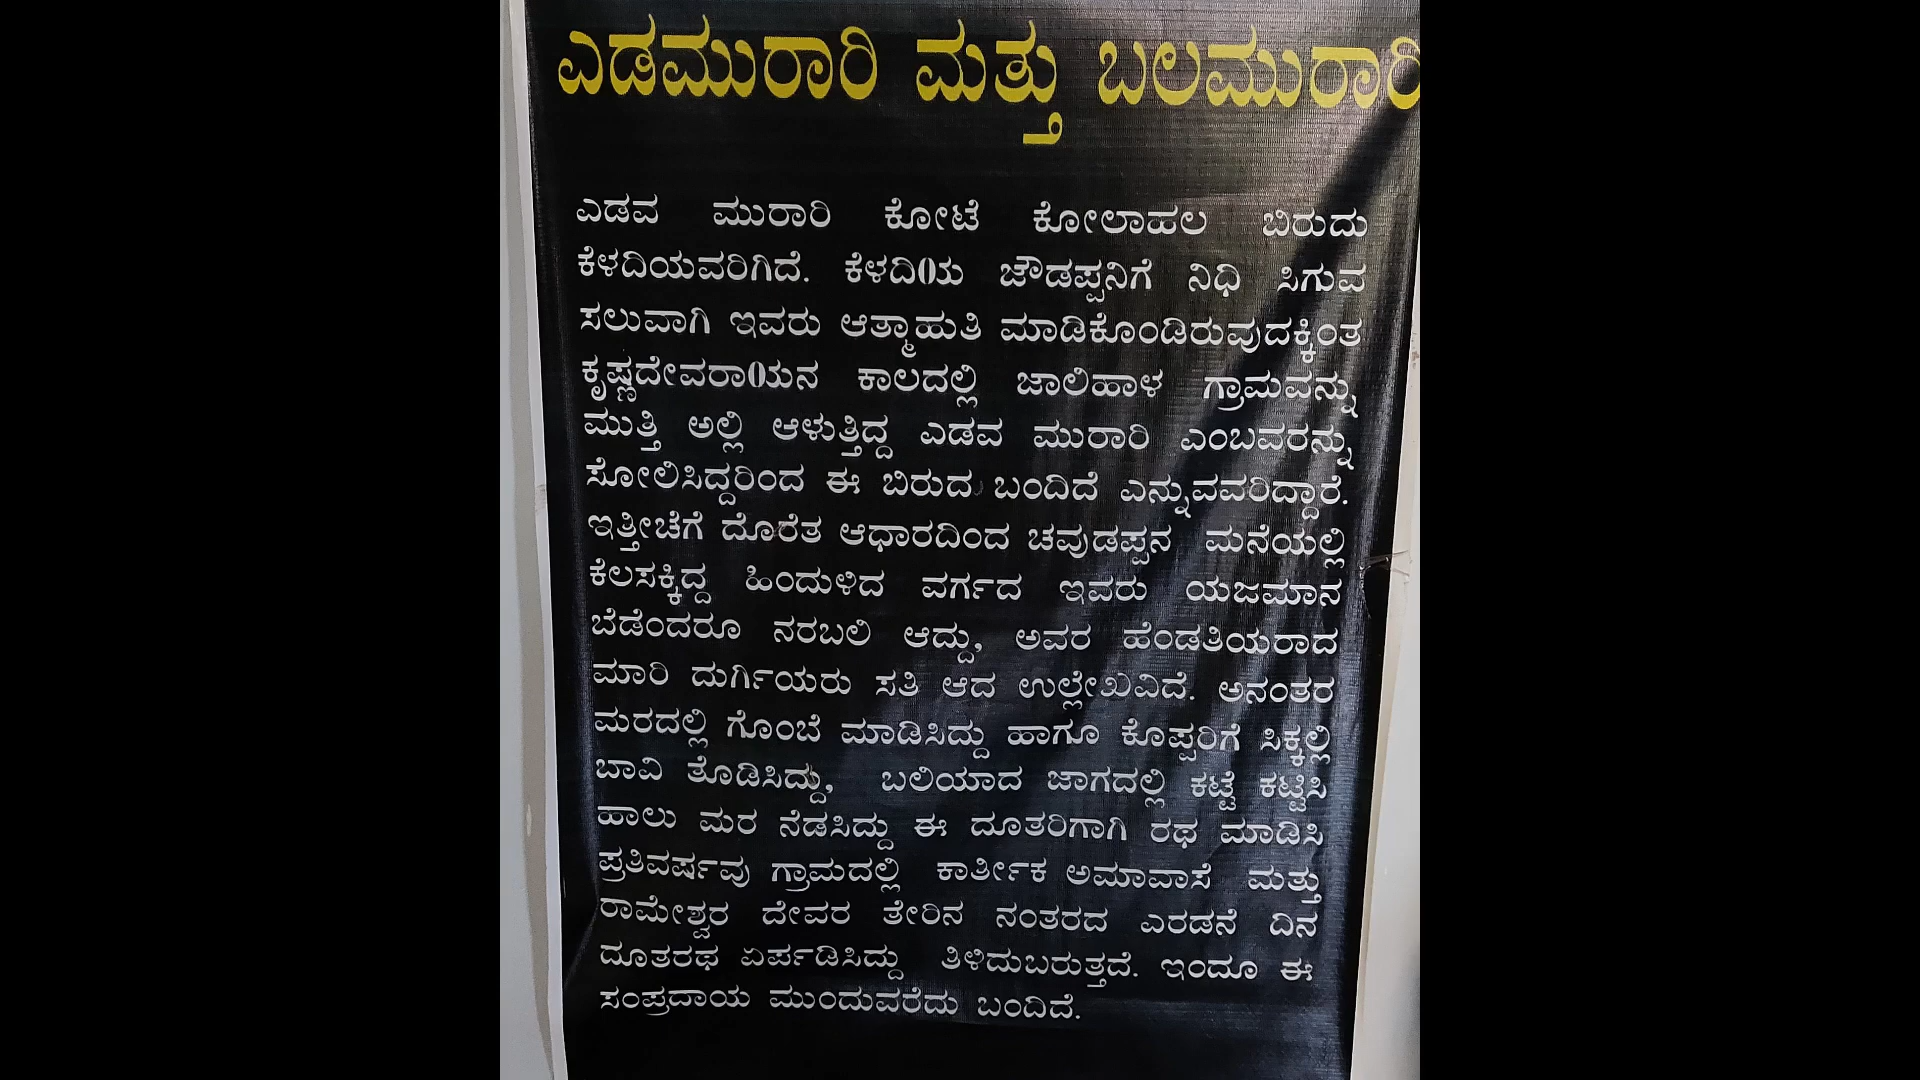 ಎಡಮುರಾರಿ ಮತ್ತು ಬಲಮುರಾರಿ
ಎಡವ ಮುರಾರಿ ಕೋಟೆ ಕೋಲಾಹಲ ಬಿರುದು
ಕೆಳದಿಯವರಿಗಿದೆ. ಕೆಳದಿ0ಯ ಚೌಡಪ್ಪನಿಗೆ ನಿಧಿ ಸಿಗುವ
ಸಲುವಾಗಿ ಇವರು ಆತ್ಮಾಹುತಿ ಮಾಡಿಕೊಂಡಿರುವುದಕ್ಕಿಂತ
ಕೃಷ್ಣದೇವರಾ0ಯನ ಕಾಲದಲ್ಲಿ ಜಾಲಿಹಾಳ ಗ್ರಾಮವನ್ನು
ಮುತ್ತಿ ಅಲ್ಲಿ ಆಳುತ್ತಿದ್ದ ಎಡವ ಮುರಾರಿ ಎಂಬವರನ್ನು
ಸೋಲಿಸಿದ್ದರಿಂದ ಈ ಬಿರುದ ಬಂದಿದೆ ಎನ್ನುವವರಿದ್ದಾರೆ.
ಇತ್ತೀಚೆಗೆ ದೊರೆತ ಆಧಾರದಿಂದ ಚವುಡಪ್ಪನ ಮನೆಯಲ್ಲಿ
ಕೆಲಸಕ್ಕಿದ್ದ ಹಿಂದುಳಿದ ವರ್ಗದ ಇವರು ಯಜಮಾನ
ಬೆಡೆಂದರೂ ನರಬಲಿ ಆದ್ದು, ಅವರ ಹೆಂಡತಿಯರಾದ
ಮಾರಿ ದುರ್ಗಿಯರು ಸತಿ ಆದ ಉಲ್ಲೇಖವಿದೆ. ಅನಂತರ
ಮರದಲ್ಲಿ ಗೊಂಬೆ ಮಾಡಿಸಿದ್ದು ಹಾಗೂ ಕೊಪ್ಪರಿಗೆ ಸಿಕ್ಕಲ್ಲಿ
ಬಾವಿ ತೊಡಿಸಿದ್ದು, ಬಲಿಯಾದ ಜಾಗದಲ್ಲಿ ಕಟ್ಟೆ ಕಟ್ಟಿಸಿ
ಹಾಲು ಮರ ನೆಡಸಿದ್ದು ಈ ದೂತರಿಗಾಗಿ ರಥ ಮಾಡಿಸಿ
ಪ್ರತಿವರ್ಷವು ಗ್ರಾಮದಲ್ಲಿ ಕಾರ್ತೀಕ ಅಮಾವಾಸೆ ಮತ್ತು
ರಾಮೇಶ್ವರ ದೇವರ ತೇರಿನ ನಂತರದ ಎರಡನೆ ದಿನ
ದೂತರಥ ಏರ್ಪಡಿಸಿದ್ದು ತಿಳಿದುಬರುತ್ತದೆ. ಇಂದೂ ಈ
ಸಂಪ್ರದಾಯ ಮುಂದುವರೆದು ಬಂದಿದೆ.